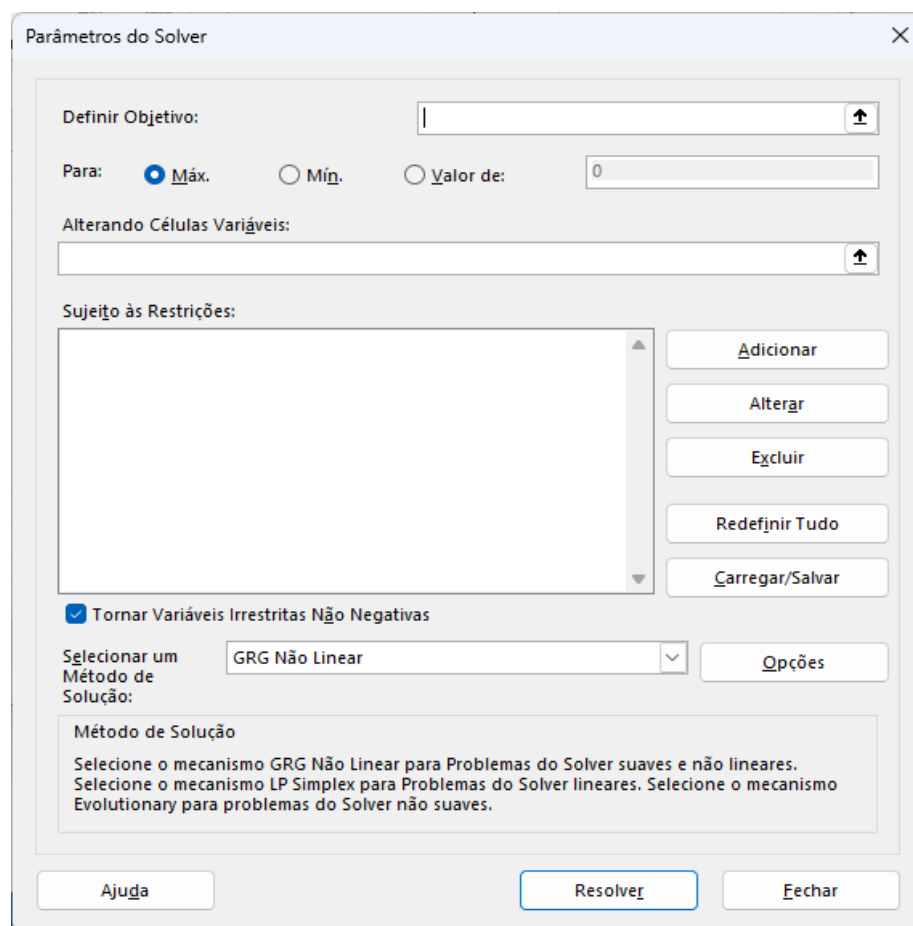 Parâmetros do Solver
Definir Objetivo:
Para: Máx. Mín. Valor de: 0
Alterando Células Variáveis:
Sujeito às Restrições:
Adicionar
Alterar
Excluir
Redefinir Tudo
Carregar/Salvar
Tornar Variáveis Irrestritas Não Negativas
Selecionar um
Método de
Solução:
GRG Não Linear
Opções
Método de Solução
Selecione o mecanismo GRG Não Linear para Problemas do Solver suaves e não lineares.
Selecione o mecanismo LP Simplex para Problemas do Solver lineares. Selecione o mecanismo
Evolutionary para problemas do Solver não suaves.
Ajuda Resolver Fechar